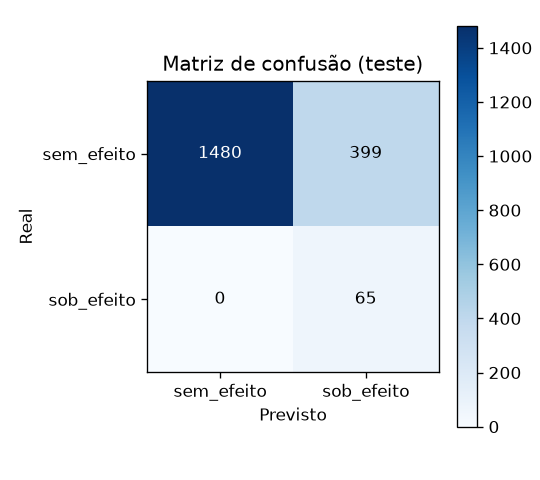 Matriz de confusão (teste)
Real
sem_efeito
1480
399
sob_efeito
0
65
sem_efeito
sob_efeito
Previsto
1400
1200
1000
800
600
400
200
0